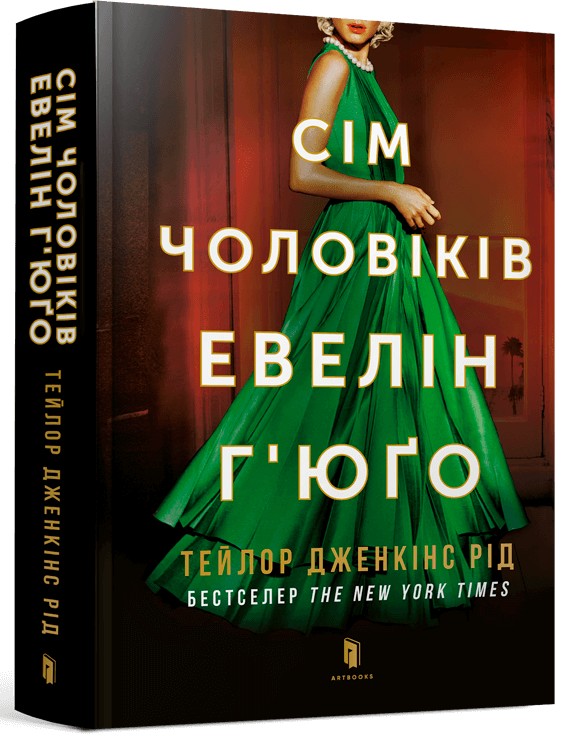 СІМ ЧОЛОВІКІВ
ЕВЕЛІН Г'ЮҐО
ТЕЙЛОР ДЖЕНКІНС РІД
СІМ
ЧОЛОВІКІВ
ЕВЕЛІН
Г'ЮҐО
ТЕЙЛОР ДЖЕНКІНС РІД
БЕСТСЕЛЕР THE NEW YORK TIMES
ARTBOOKS